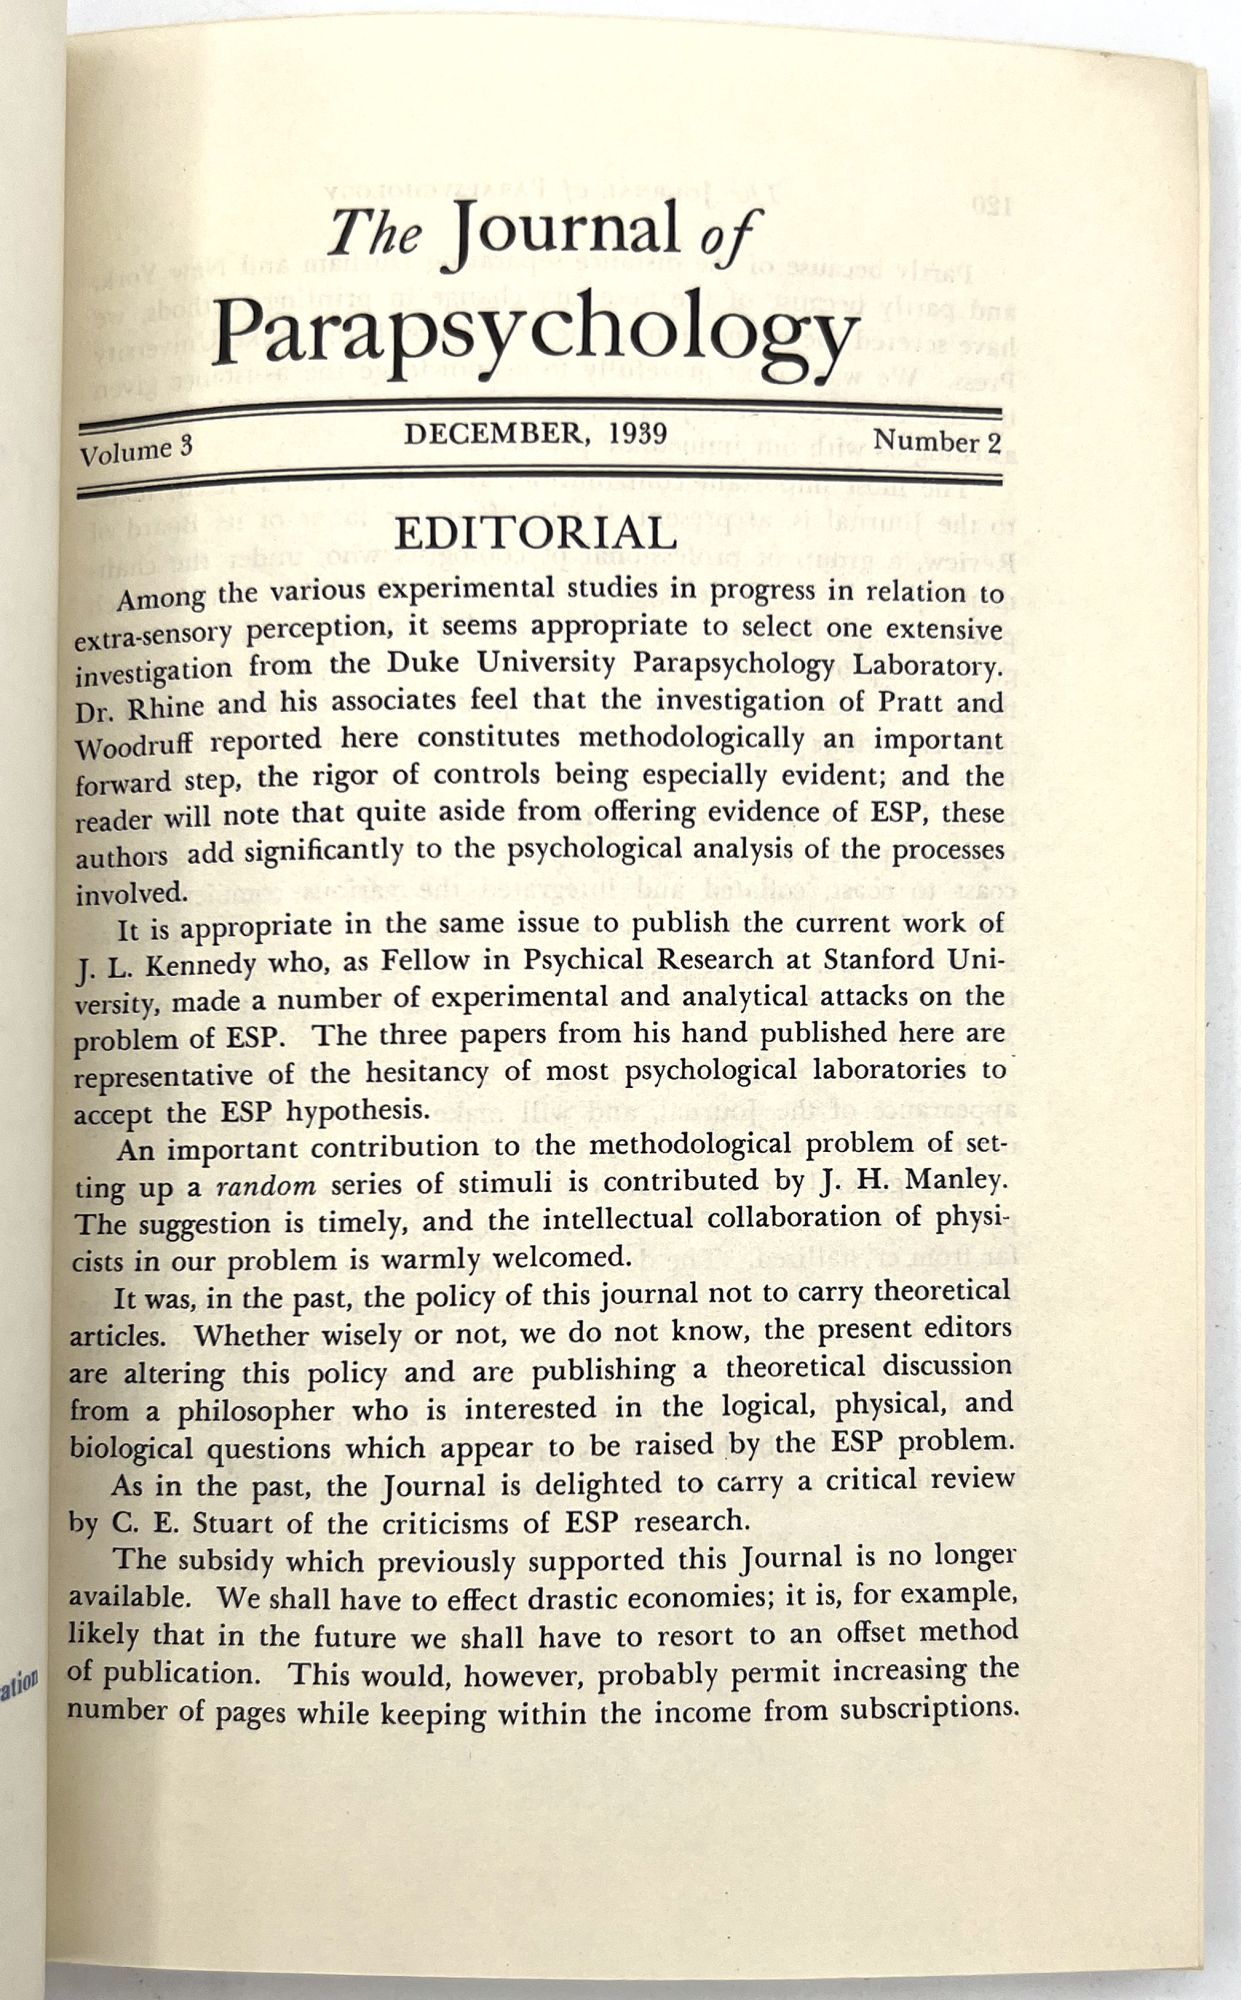 The Journal of
Parapsychology
Volume 3 DECEMBER, 1939 Number 2
EDITORIAL
Among the various experimental studies in progress in relation to
extra-sensory perception, it seems appropriate to select one extensive
investigation from the Duke University Parapsychology Laboratory.
Dr. Rhine and his associates feel that the investigation of Pratt and
Woodruff reported here constitutes methodologically an important
forward step, the rigor of controls being especially evident; and the
reader will note that quite aside from offering evidence of ESP, these
authors add significantly to the psychological analysis of the processes
involved.
It is appropriate in the same issue to publish the current work of
J. L. Kennedy who, as Fellow in Psychical Research at Stanford Uni-
versity, made a number of experimental and analytical attacks on the
problem of ESP. The three papers from his hand published here are
representative of the hesitancy of most psychological laboratories to
accept the ESP hypothesis.
An important contribution to the methodological problem of set-
ting up a random series of stimuli is contributed by J. H. Manley.
The suggestion is timely, and the intellectual collaboration of physi-
cists in our problem is warmly welcomed.
It was, in the past, the policy of this journal not to carry theoretical
articles. Whether wisely or not, we do not know, the present editors
are altering this policy and are publishing a theoretical discussion
from a philosopher who is interested in the logical, physical, and
biological questions which appear to be raised by the ESP problem.
As in the past, the Journal is delighted to carry a critical review
by C. E. Stuart of the criticisms of ESP research.
The subsidy which previously supported this Journal is no longer
available. We shall have to effect drastic economies; it is, for example,
likely that in the future we shall have to resort to an offset method
of publication. This would, however, probably permit increasing the
number of pages while keeping within the income from subscriptions.